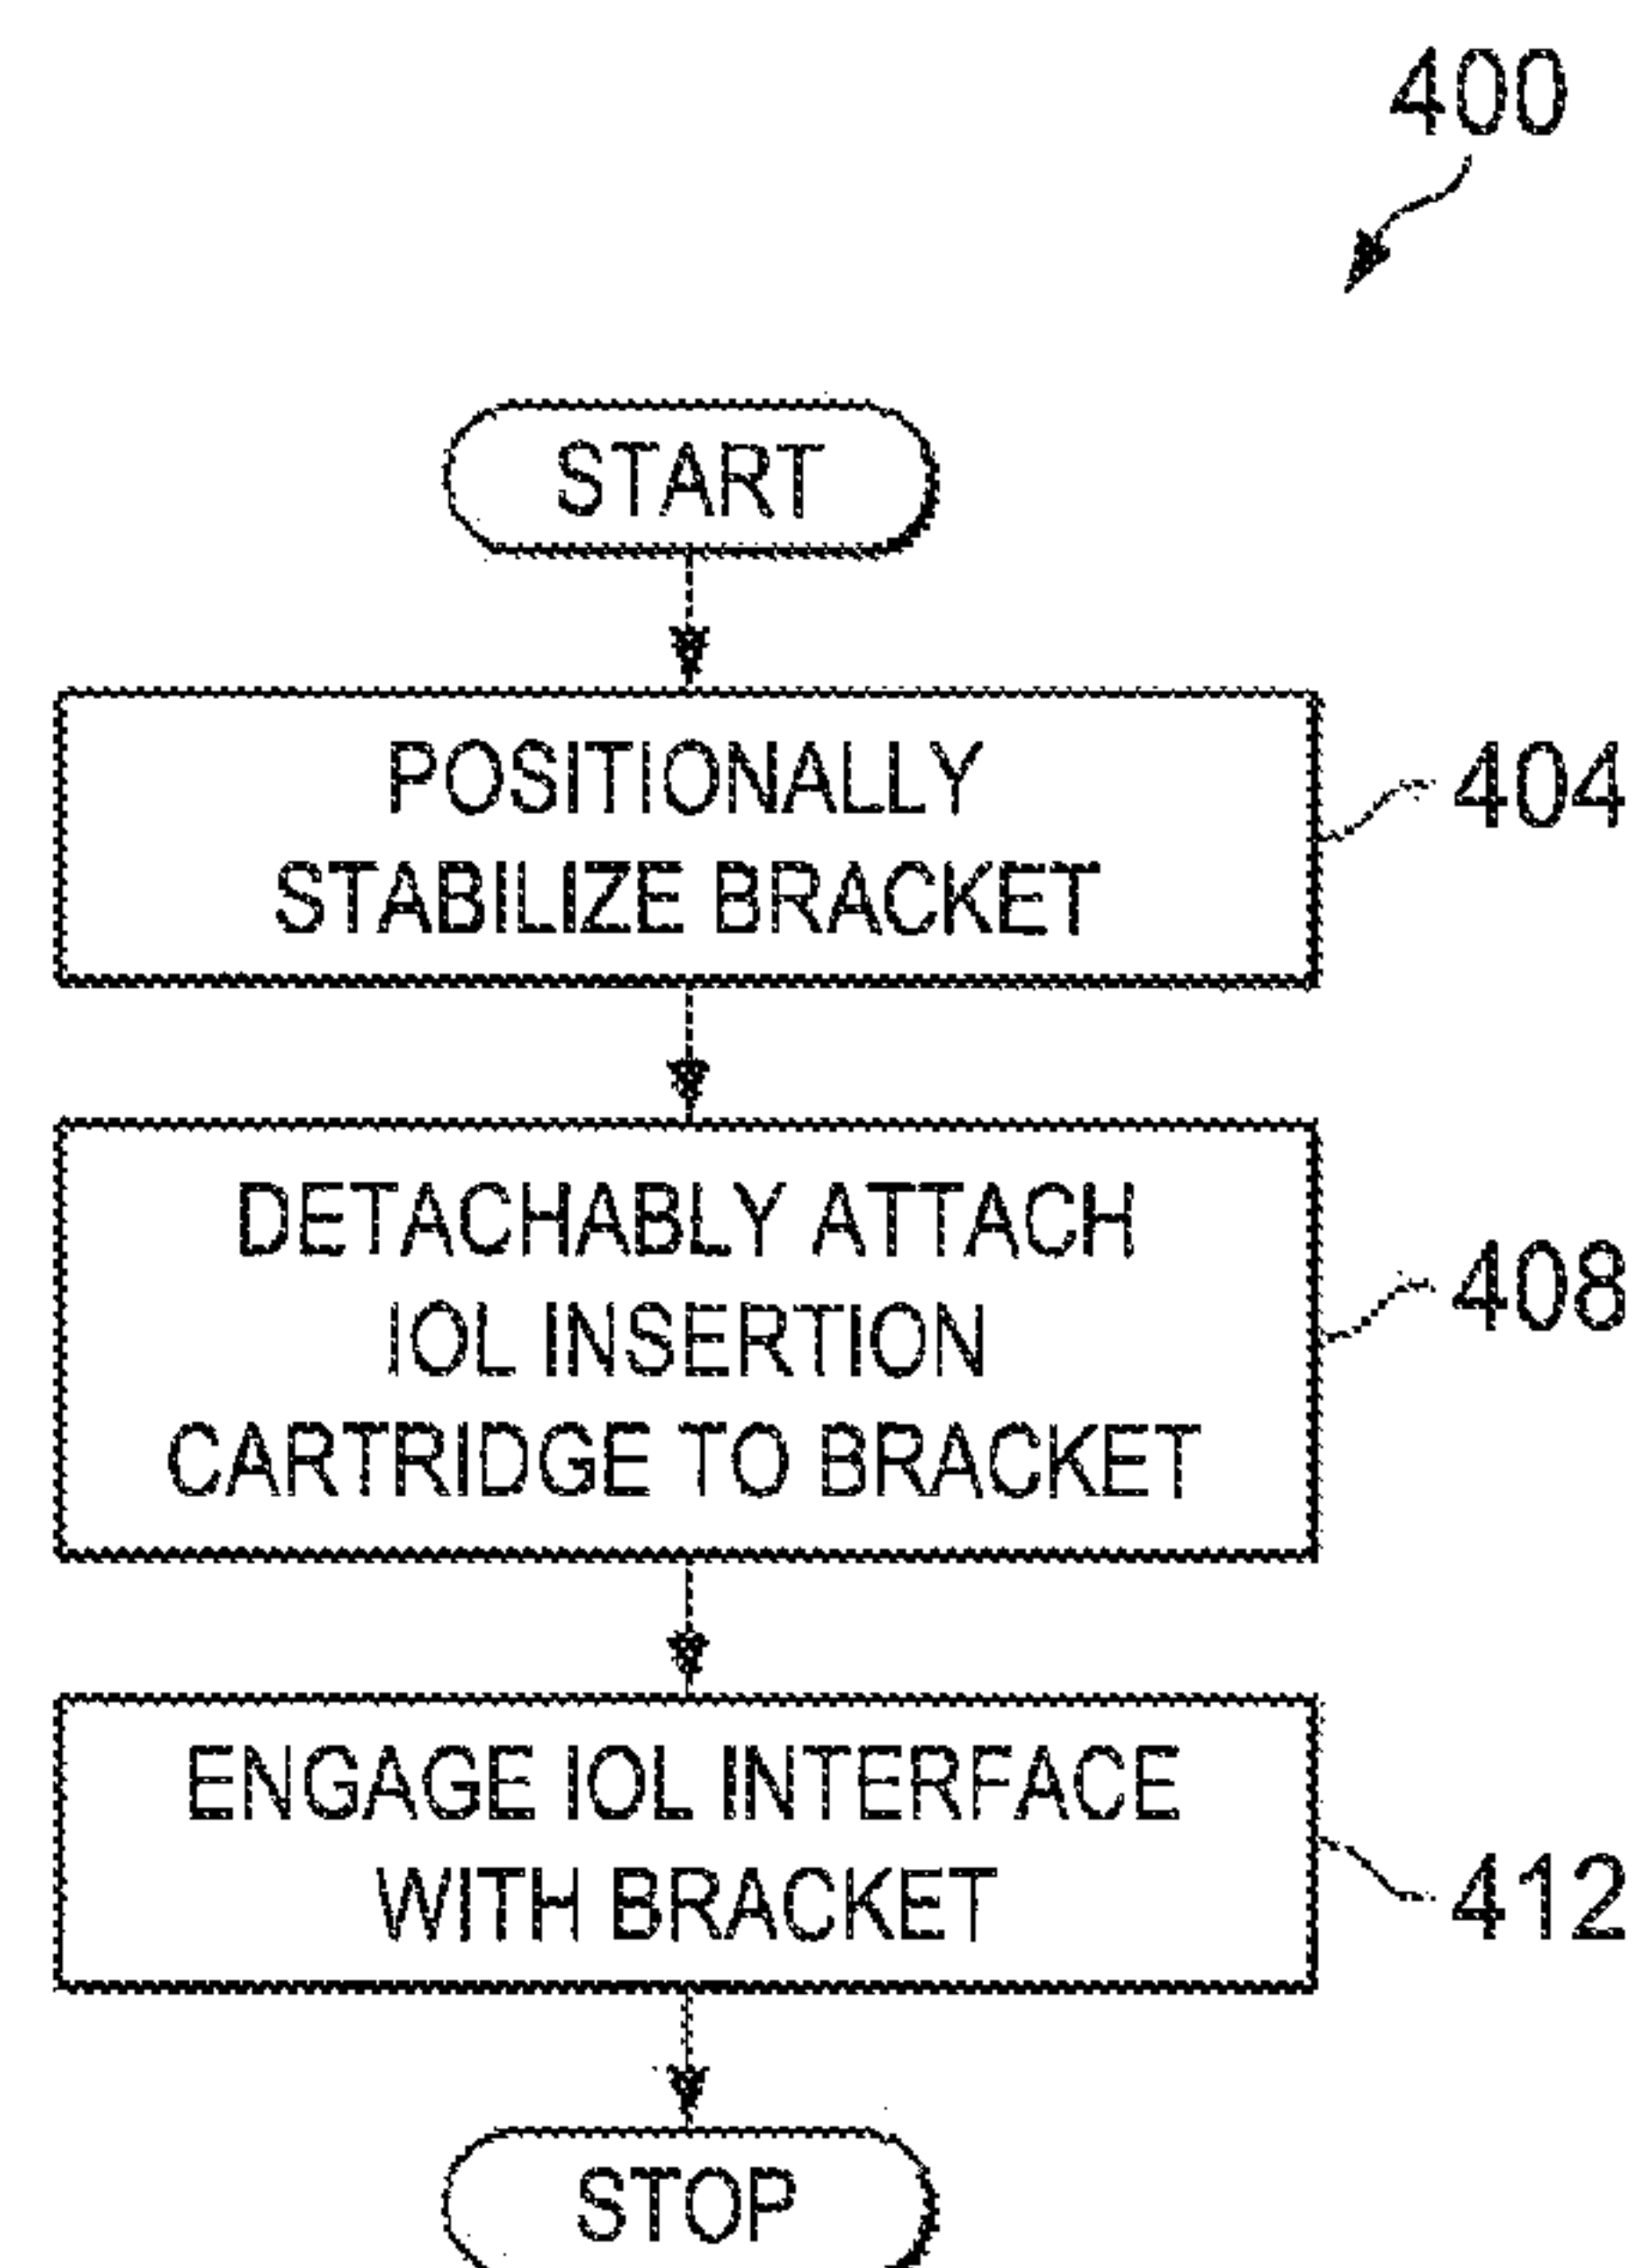 400
START
POSITIONALLY
STABILIZE BRACKET
404
DETACHABLY ATTACH
IOL INSERTION
CARTRIDGE TO BRACKET
408
ENGAGE IOL INTERFACE
WITH BRACKET
412
STOP